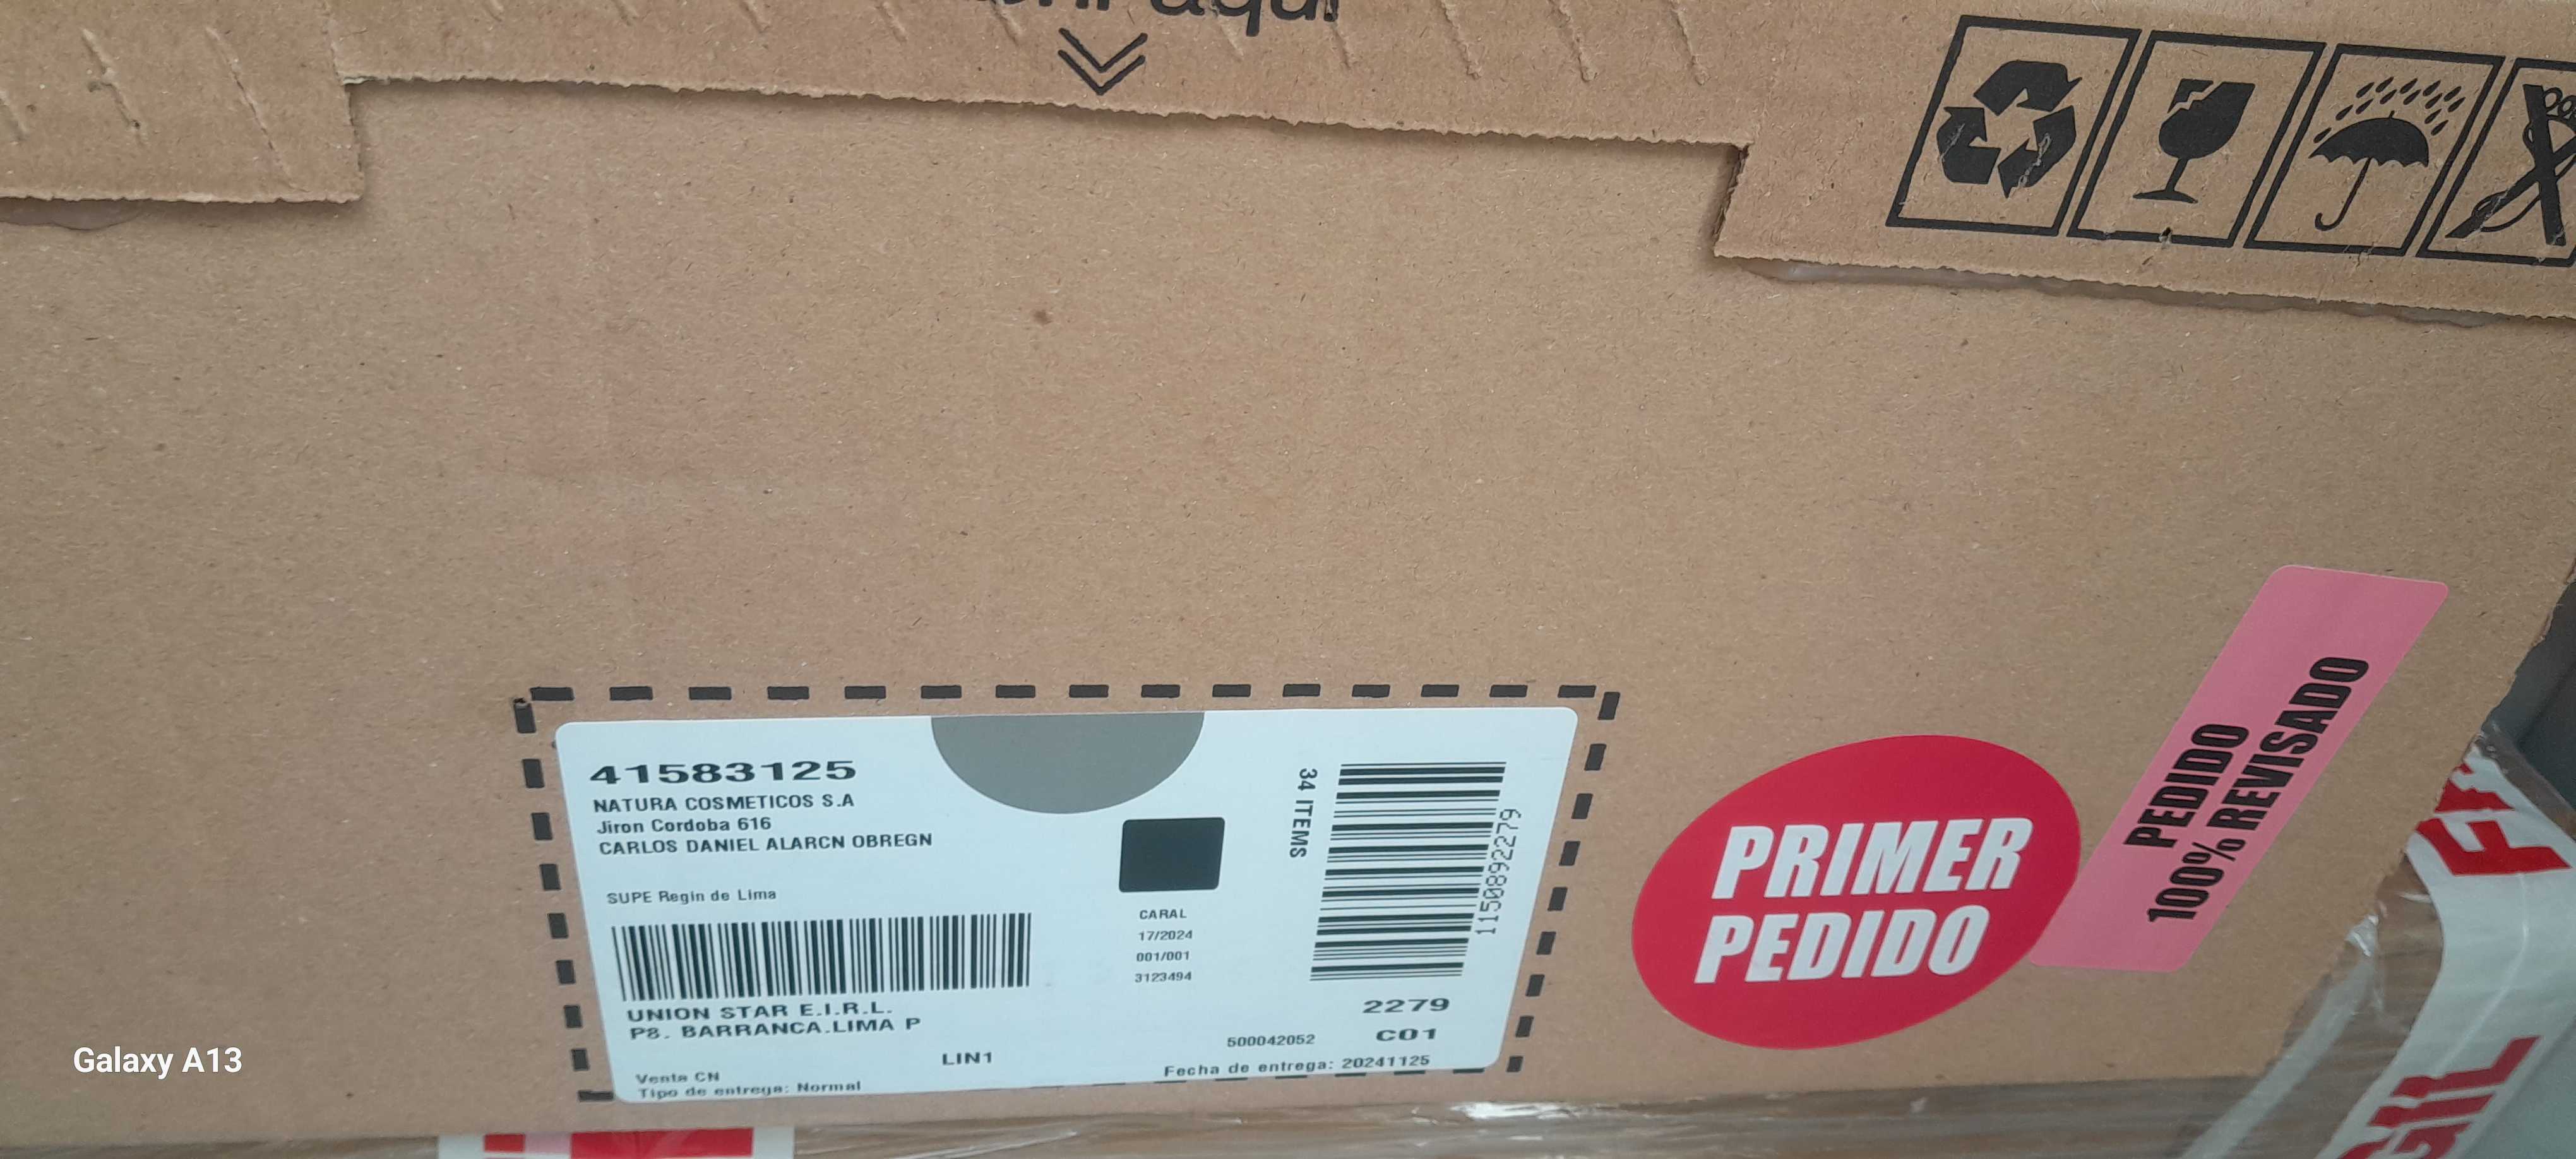 aquí
41583125
NATURA COSMETICOS S.A
Jiron Cordoba 616
CARLOS DANIEL ALARCN OBREGN
SUPE Regin de Lima
UNION STAR E.I.R.L.
P8. BARRANCA.LIMA P
LIN1
Venta CN
Tipo de entrega: Normal
CARAL
17/2024
001/001
3123494
34 ITEMS
1150892279
2279
500042052
C01
Fecha de entrega: 20241125
PRIMER
PEDIDO
PEDIDO
100% REVISADO
Galaxy A13